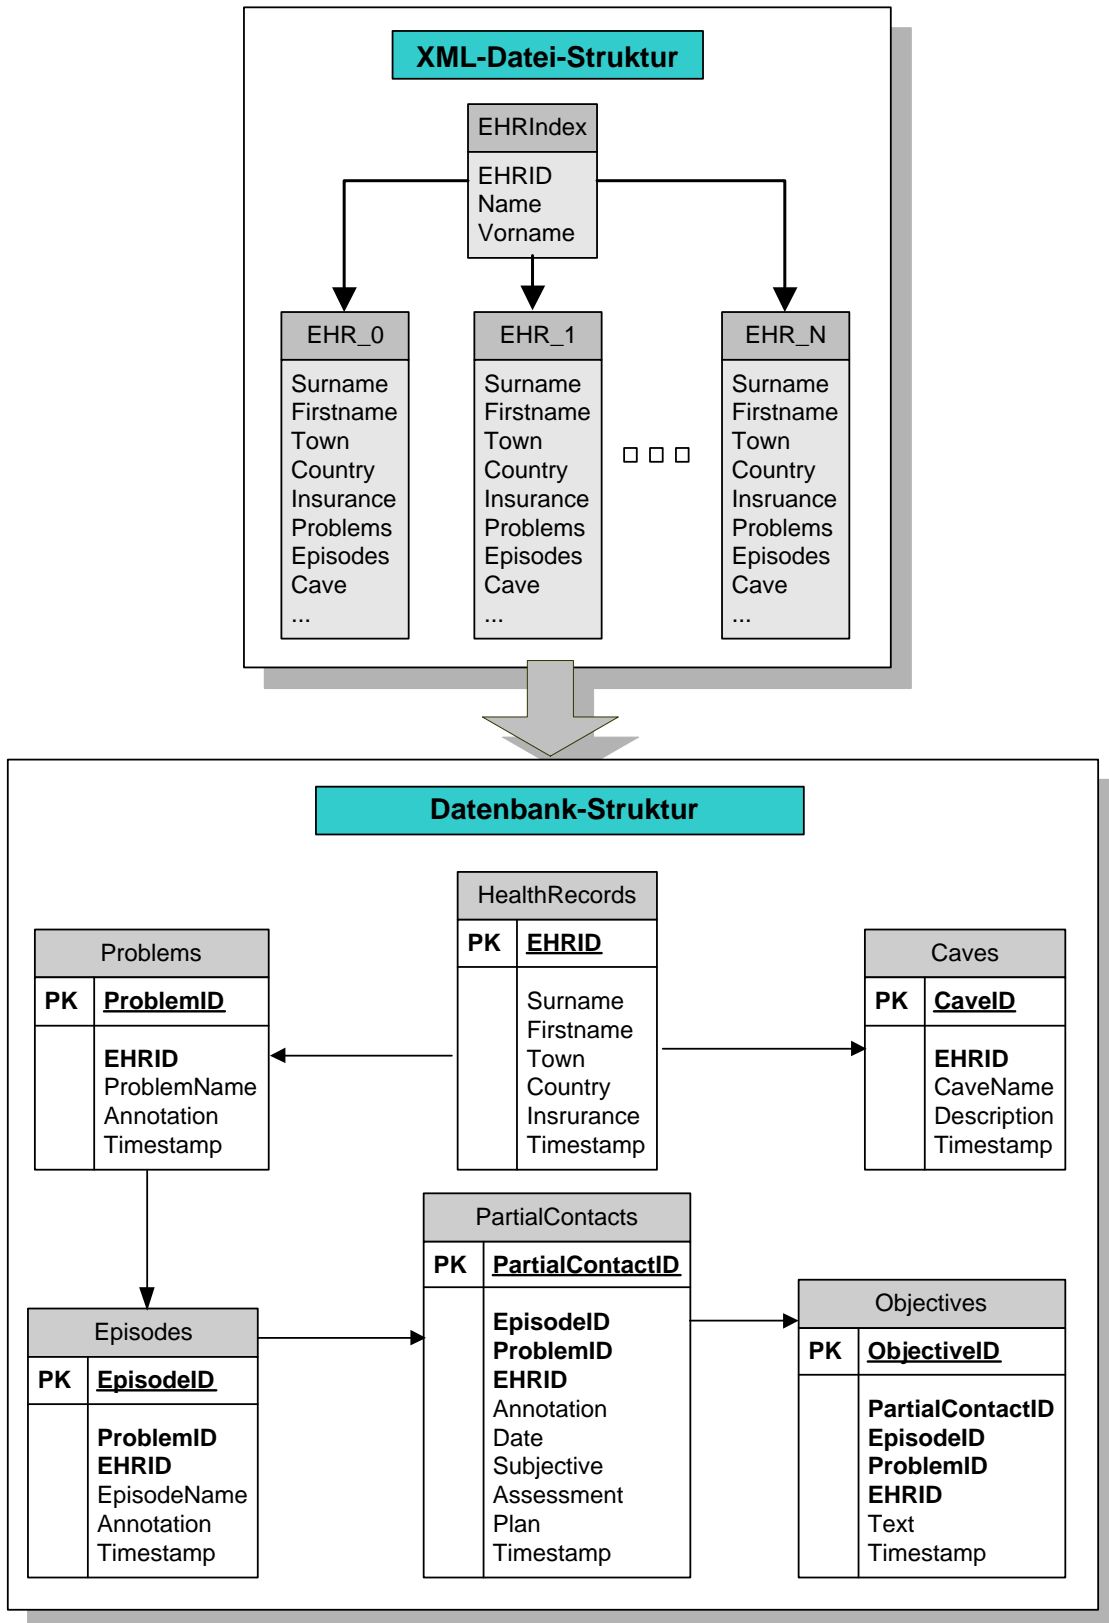 XML-Datei-Struktur
EHRIndex
EHRID
Name
Vorname
EHR_0
Surname
Firstname
Town
Country
Insurance
Problems
Episodes
Cave
...
EHR_1
Surname
Firstname
Town
Country
Insurance
Problems
Episodes
Cave
...
EHR_N
Surname
Firstname
Town
Country
Insruance
Problems
Episodes
Cave
...
Datenbank-Struktur
HealthRecords
PK EHRID
Surname
Firstname
Town
Country
Insrurance
Timestamp
Problems
PK ProblemID
EHRID
ProblemName
Annotation
Timestamp
Caves
PK CaveID
EHRID
CaveName
Description
Timestamp
Episodes
PK EpisodeID
ProblemID
EHRID
EpisodeName
Annotation
Timestamp
PartialContacts
PK PartialContactID
EpisodeID
ProblemID
EHRID
Annotation
Date
Subjective
Assessment
Plan
Timestamp
Objectives
PK ObjectiveID
PartialContactID
EpisodeID
ProblemID
EHRID
Text
Timestamp